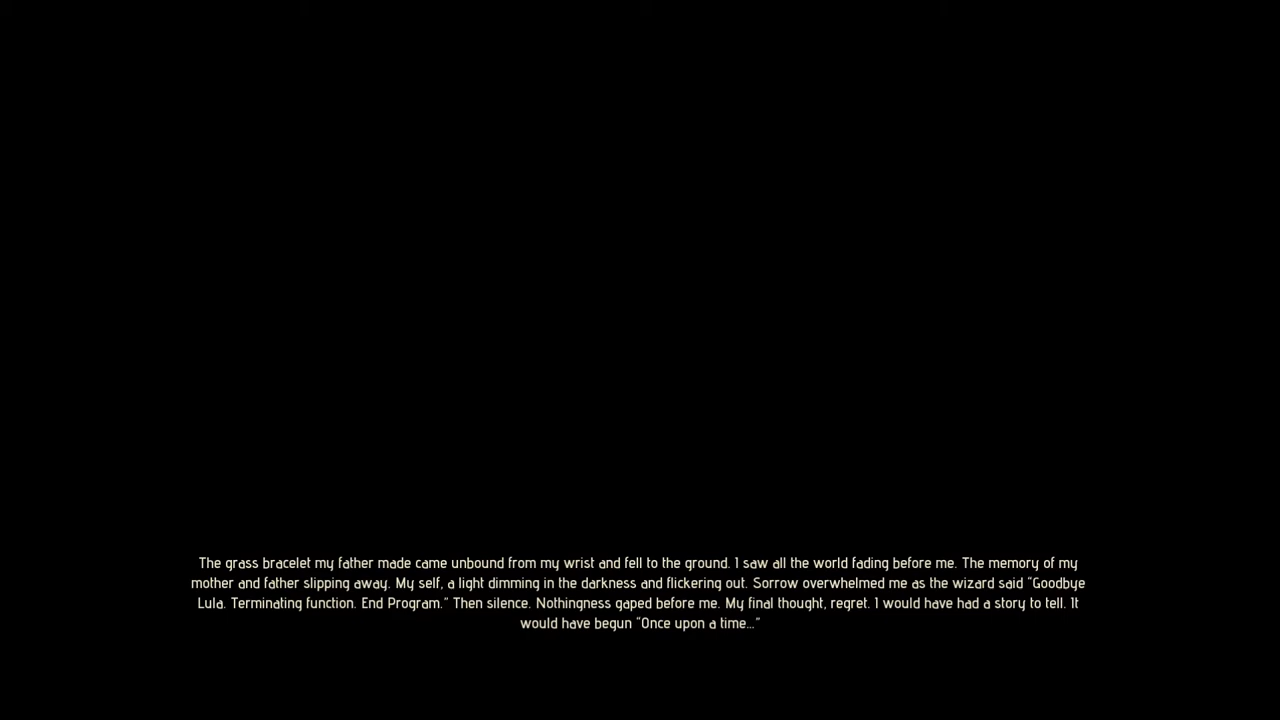 The grass bracelet my father made came unbound from my wrist and fell to the ground. I saw all the world fading before me. The memory of my
mother and father slipping away. My self, a light dimming in the darkness and flickering out. Sorrow overwhelmed me as the wizard said "Goodbye
Lula. Terminating function. End Program." Then silence. Nothingness gaped before me. My final thought, regret. I would have had a story to tell. It
would have begun "Once upon a time..."